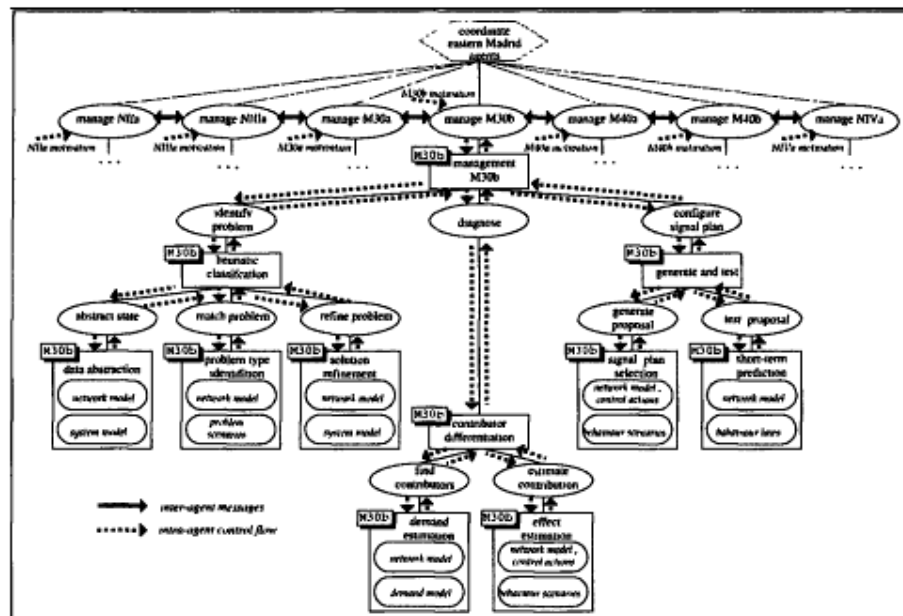 coordinate
eastern Madrid
agents
M30b motivation
manage NIIa
manage NIIIa
manage M30a
manage M30b
manage M40a
manage M40b
manage NIVa
NIIa motivation
NIIIa motivation
M30a motivation
M40a motivation
M40b motivation
NIVa motivation
... ... ... ... ... ...
M30b
management
M30b
identify
problem
diagnose
configure
signal plan
M30b
heuristic
classification
M30b
generate and test
abstract state
match problem
refine problem
generate
proposal
test proposal
M30b
data abstraction
network model
system model
M30b
problem type
network model
problem
scenarios
M30b
solution
refinement
network model
system model
M30b
signal plan
selection
network model ,
control actions
behaviour scenarios
M30b
short-term
prediction
network model
M30b
contributor
differentiation
find
contributors
estimate
contribution
inter-agent messages
intra-agent control flow
M30b
demand
estimation
network model
demand model
M30b
effect
estimation
network model ,
control actions
behaviour scenarios